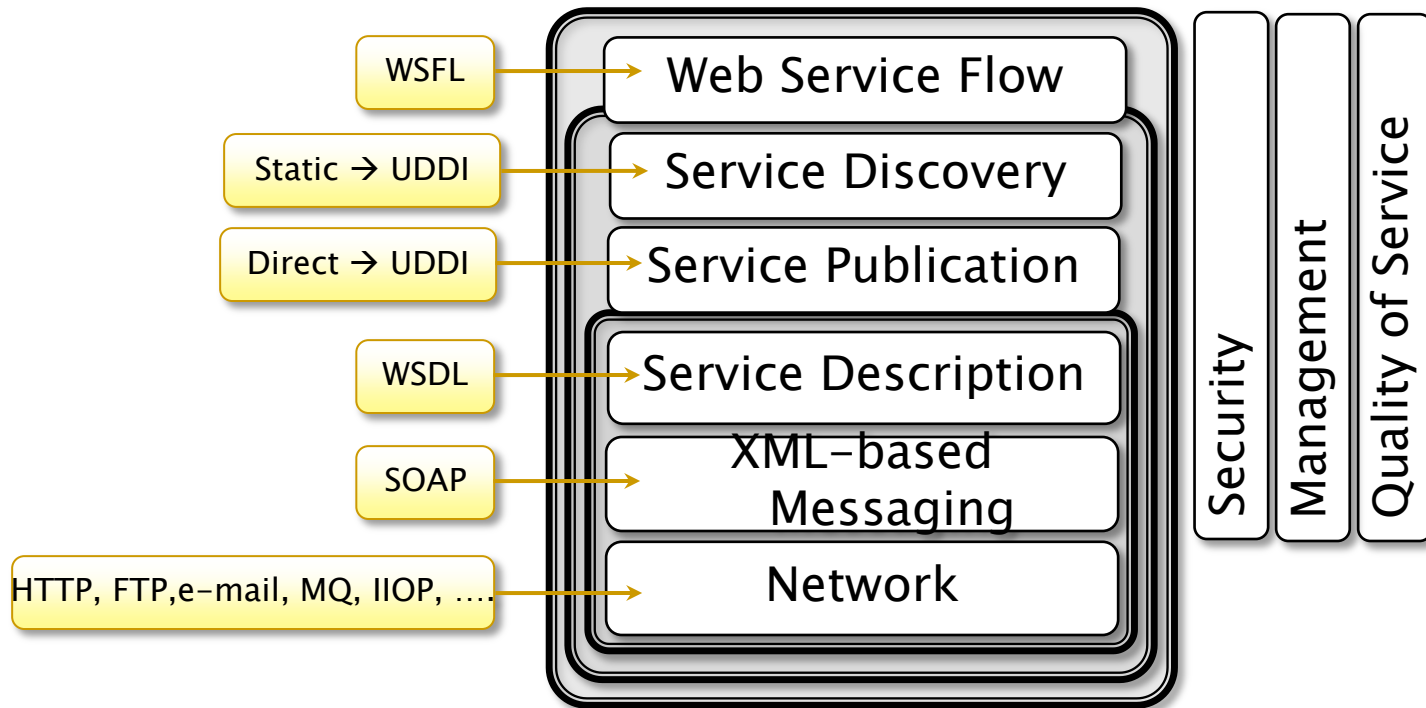 WSFL
Web Service Flow
Static → UDDI
Service Discovery
Direct → UDDI
Service Publication
WSDL
Service Description
SOAP
XML-based
Messaging
HTTP, FTP,e-mail, MQ, IIOP, ....
Network
Security
Management
Quality of Service